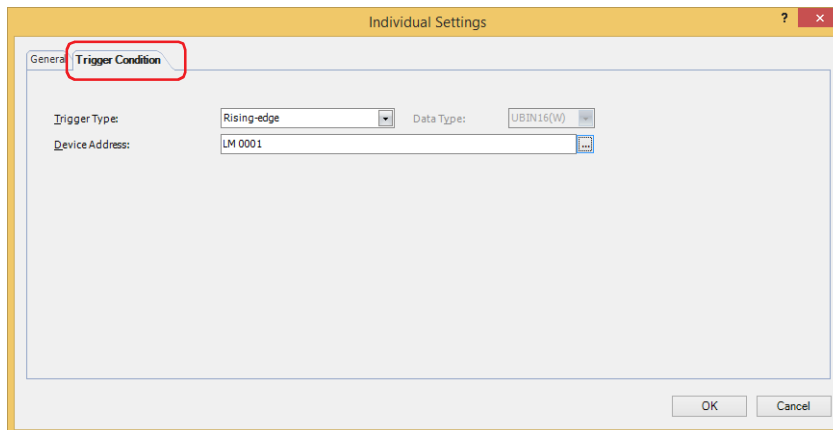 Individual Settings ? ×
General Trigger Condition
Trigger Type: Rising-edge Data Type: UBIN16(W)
Device Address: LM 0001 ...
OK Cancel